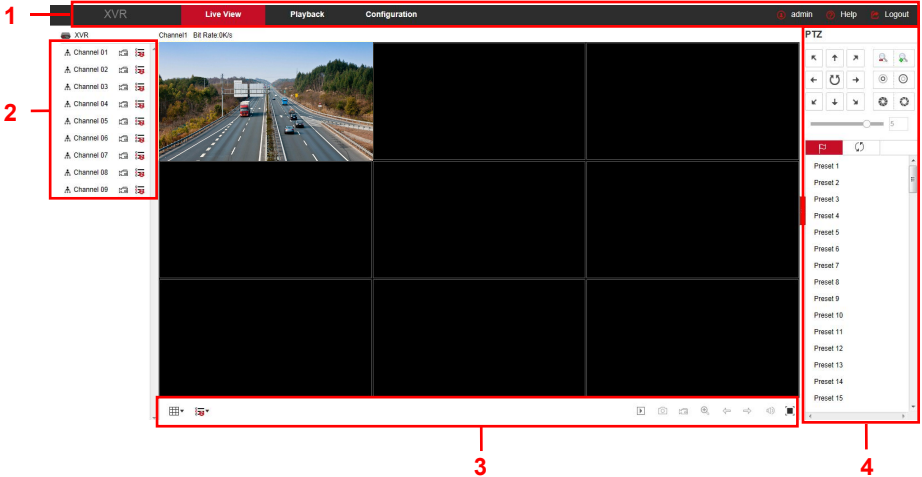 1
XVR Live View Playback Configuration admin Help Logout
XVR
Channel1 Bit Rate:0K/s
PTZ
2
Channel 01
Channel 02
Channel 03
Channel 04
Channel 05
Channel 06
Channel 07
Channel 08
Channel 09
5
Preset 1
Preset 2
Preset 3
Preset 4
Preset 5
Preset 6
Preset 7
Preset 8
Preset 9
Preset 10
Preset 11
Preset 12
Preset 13
Preset 14
Preset 15
3
4